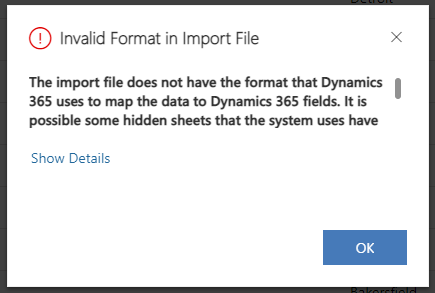 Detroit
Invalid Format in Import File
The import file does not have the format that Dynamics
365 uses to map the data to Dynamics 365 fields. It is
possible some hidden sheets that the system uses have
Show Details
OK
Bakersfield